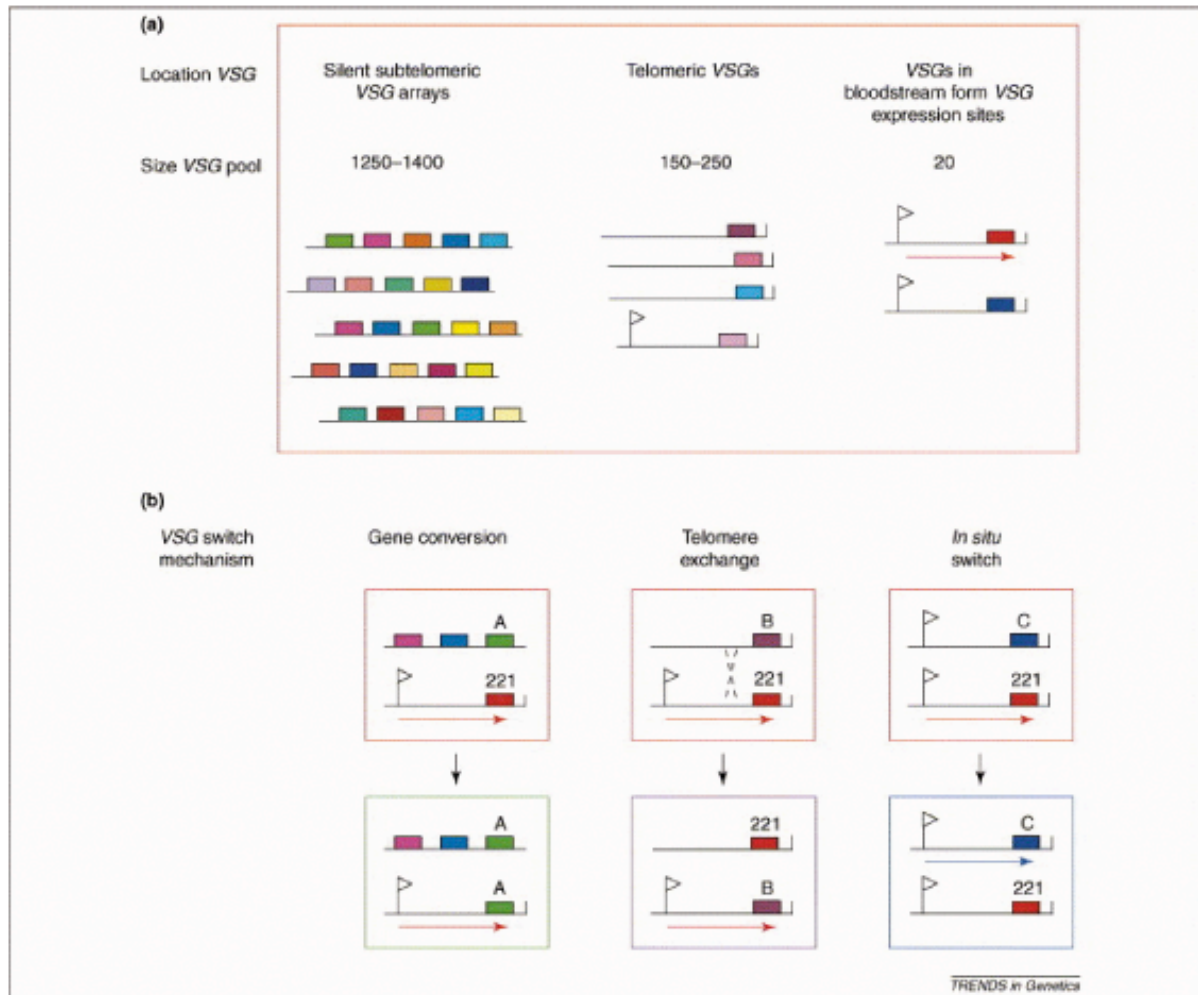 (a)
Location VSG
Silent subtelomeric
VSG arrays
Telomeric VSGs
VSGs in
bloodstream form VSG
expression sites
Size VSG pool
1250–1400
150–250
20
(b)
VSG switch
mechanism
Gene conversion
Telomere
exchange
In situ
switch
A
221
B
221
C
221
A
A
221
B
C
221
TRENDS in Genetics